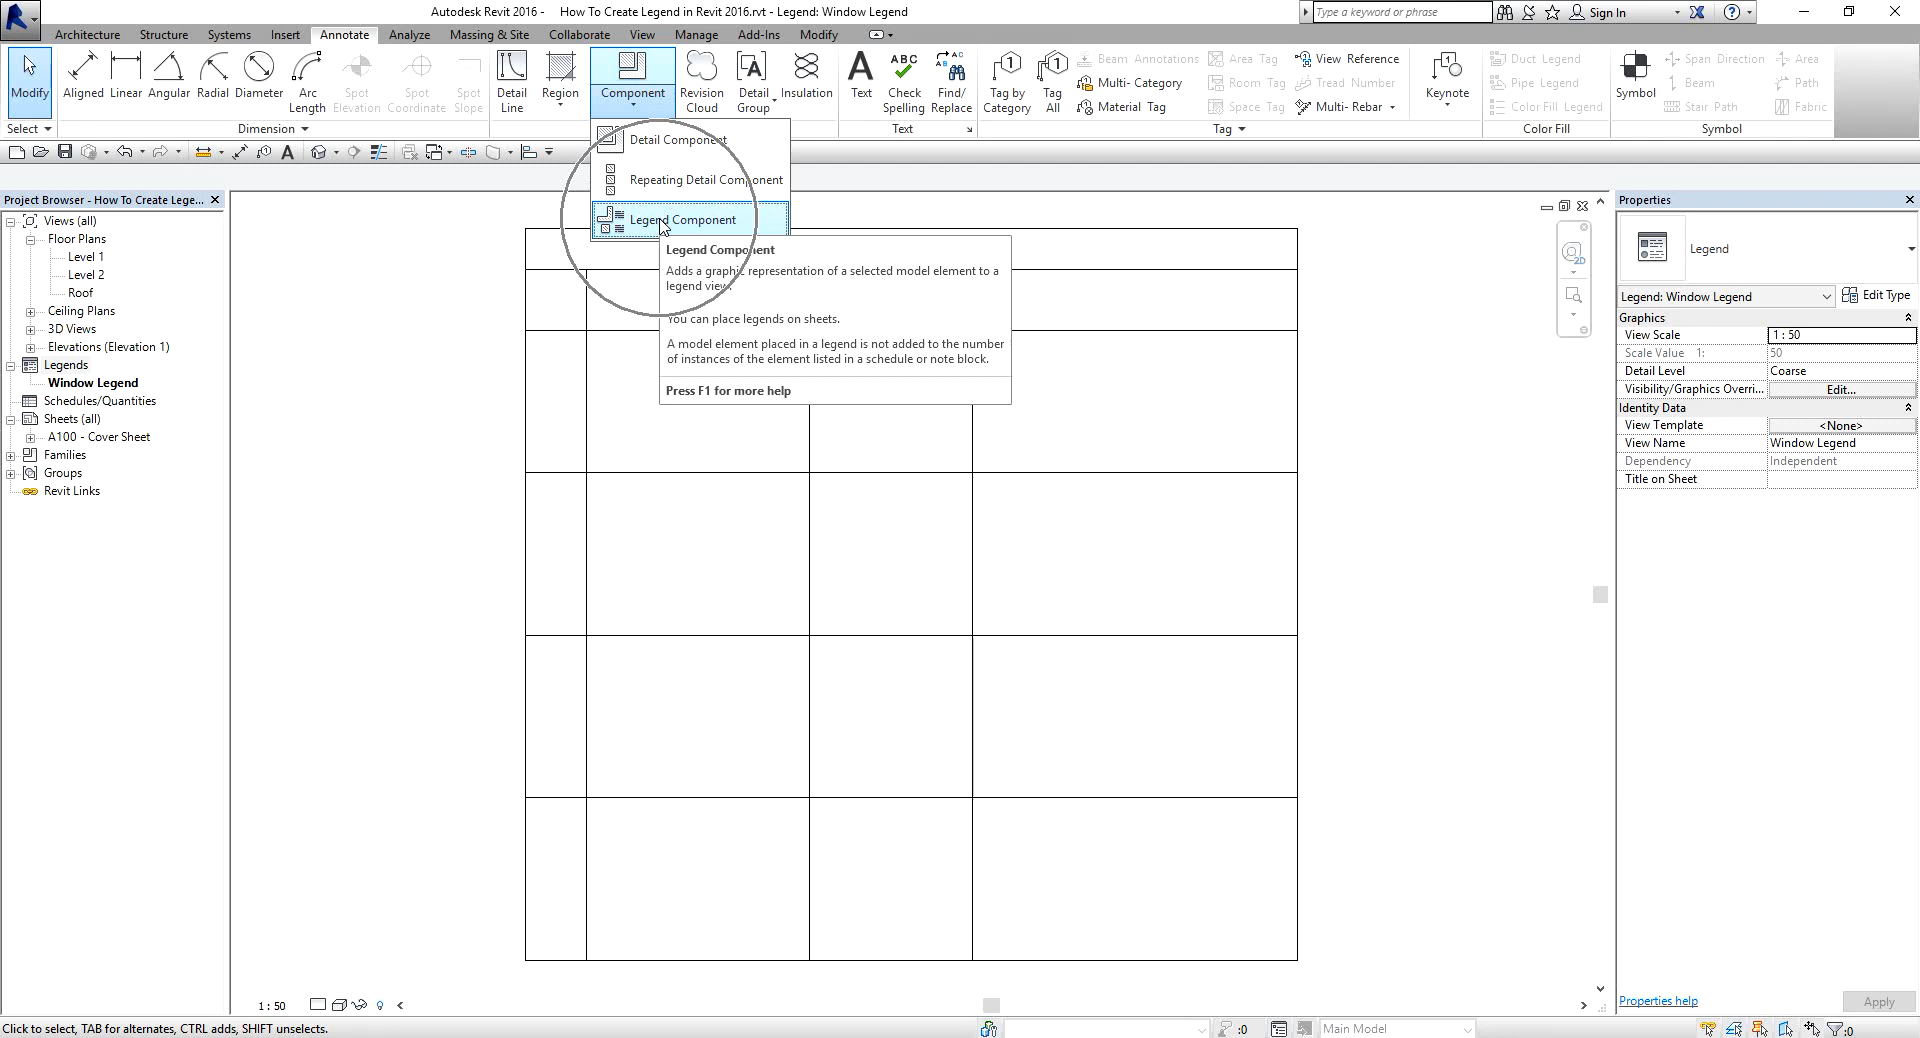 Autodesk Revit 2016 - How To Create Legend in Revit 2016.rvt - Legend: Window Legend
Type a keyword or phrase
Sign In
Architecture Structure Systems Insert Annotate Analyze Massing & Site Collaborate View Manage Add-Ins Modify
Modify
Aligned Linear Angular Radial Diameter Arc Length Spot Elevation Spot Coordinate Spot Slope
Detail Line Region Component Revision Cloud Detail Group Insulation
Text Check Spelling Find/ Replace
Tag by Category Tag All
Beam Annotations Area Tag View Reference
Multi- Category Room Tag Tread Number
Material Tag Space Tag Multi- Rebar
Keynote
Duct Legend
Pipe Legend
Color Fill Legend
Symbol
Span Direction Area
Beam Path
Stair Path Fabric
Select Dimension Text Tag Color Fill Symbol
Detail Component
Repeating Detail Component
Legend Component
Legend Component
Adds a graphic representation of a selected model element to a
legend view.
You can place legends on sheets.
A model element placed in a legend is not added to the number
of instances of the element listed in a schedule or note block.
Press F1 for more help
Project Browser - How To Create Lege...
Views (all)
Floor Plans
Level 1
Level 2
Roof
Ceiling Plans
3D Views
Elevations (Elevation 1)
Legends
Window Legend
Schedules/Quantities
Sheets (all)
A100 - Cover Sheet
Families
Groups
Revit Links
2D
Properties
Legend
Legend: Window Legend Edit Type
Graphics
View Scale 1 : 50
Scale Value 1: 50
Detail Level Coarse
Visibility/Graphics Overri... Edit...
Identity Data
View Template <None>
View Name Window Legend
Dependency Independent
Title on Sheet
Properties help Apply
1 : 50
Click to select, TAB for alternates, CTRL adds, SHIFT unselects.
:0
Main Model
:0